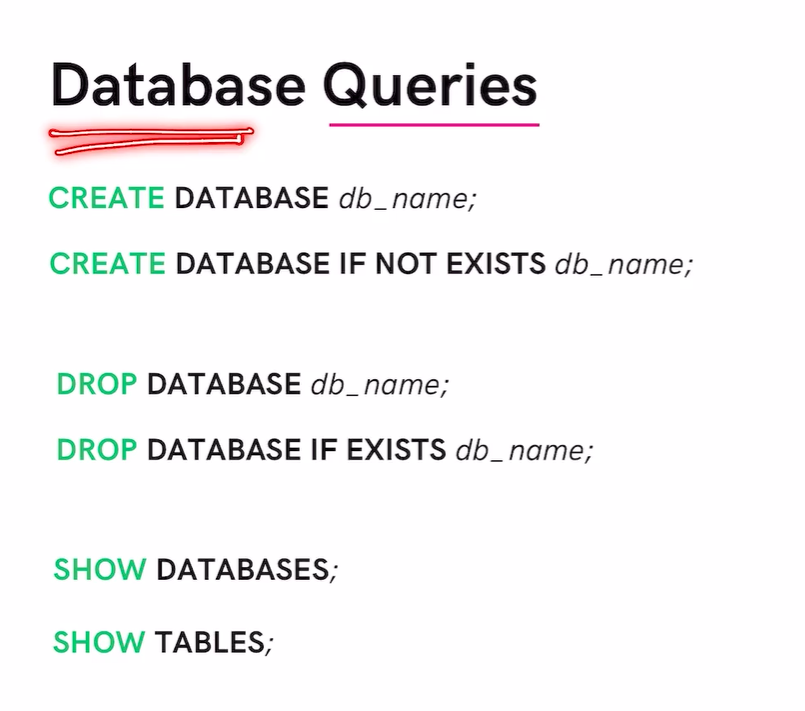 Database Queries
CREATE DATABASE db_name;
CREATE DATABASE IF NOT EXISTS db_name;
DROP DATABASE db_name;
DROP DATABASE IF EXISTS db_name;
SHOW DATABASES;
SHOW TABLES;